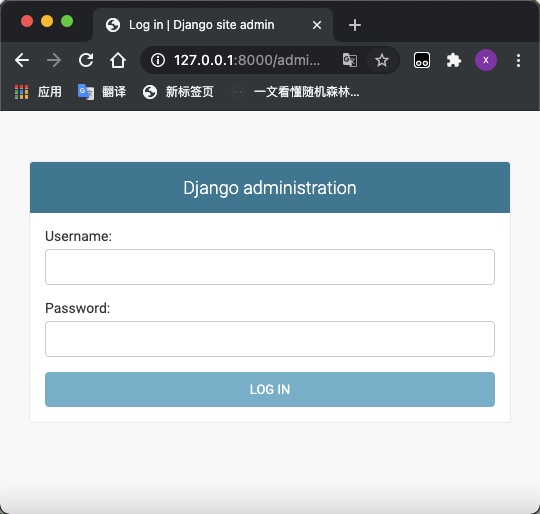 Log in | Django site admin
127.0.0.1:8000/admi...
x
应用 翻译 新标签页 一文看懂随机森林...
Django administration
Username:
Password:
LOG IN